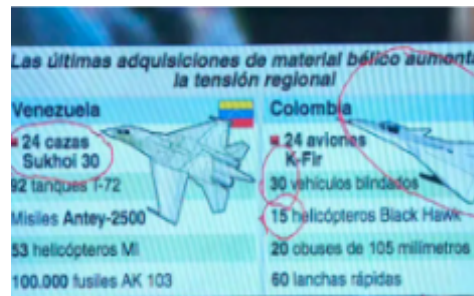 Las últimas adquisiciones de material bélico aumenta
la tensión regional
Venezuela
24 cazas
Sukhoi 30
92 tanques T-72
Misiles Antey-2500
53 helicópteros MI
100.000 fusiles AK 103
Colombia
24 aviones
K-Fir
30 vehículos blindados
15 helicópteros Black Hawk
20 obuses de 105 milímetros
60 lanchas rápidas